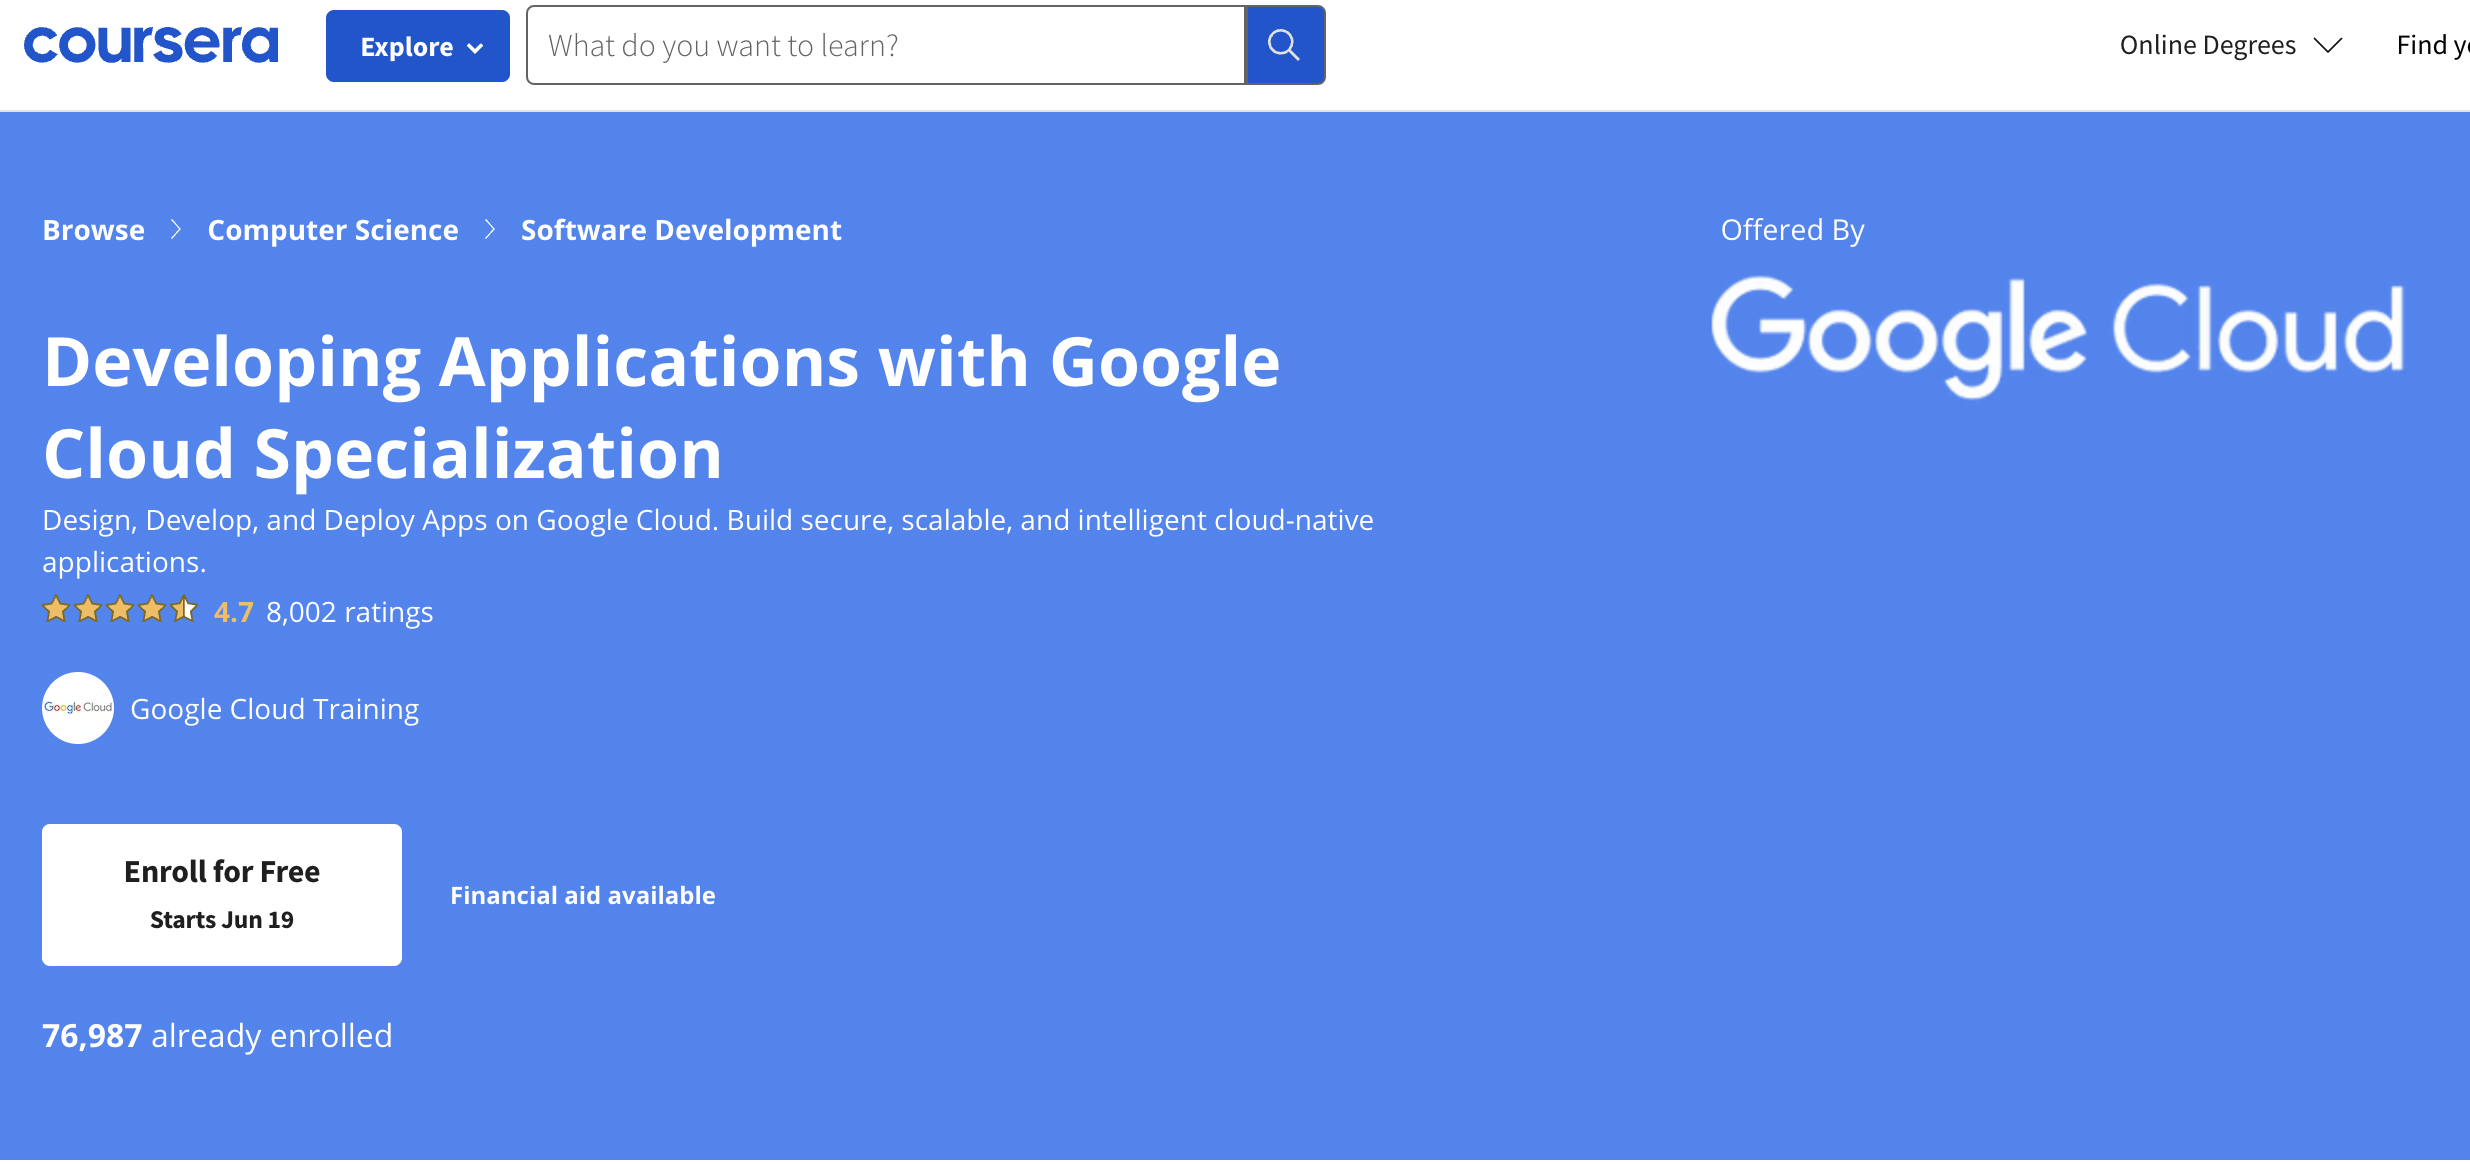 coursera
Explore
What do you want to learn?
Online Degrees
Find y
Browse > Computer Science > Software Development
Offered By
Google Cloud
Developing Applications with Google
Cloud Specialization
Design, Develop, and Deploy Apps on Google Cloud. Build secure, scalable, and intelligent cloud-native
applications.
4.7 8,002 ratings
Google Cloud
Google Cloud Training
Enroll for Free
Starts Jun 19
Financial aid available
76,987 already enrolled